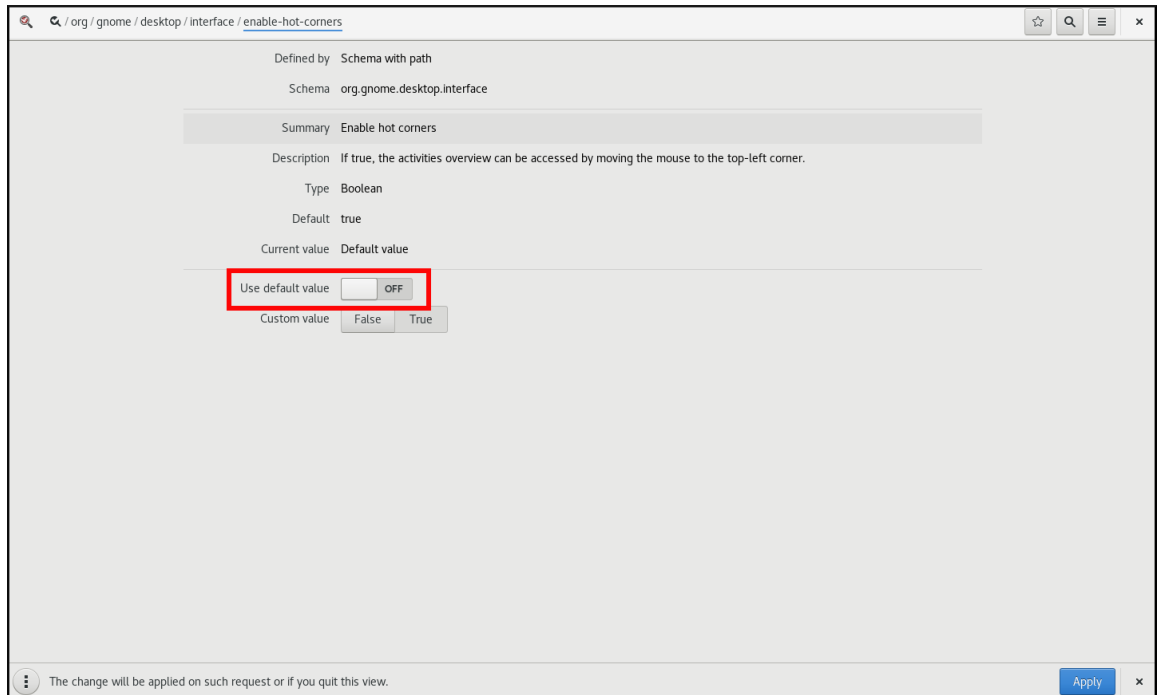 / org / gnome / desktop / interface / enable-hot-corners
Defined by Schema with path
Schema org.gnome.desktop.interface
Summary Enable hot corners
Description If true, the activities overview can be accessed by moving the mouse to the top-left corner.
Type Boolean
Default true
Current value Default value
Use default value OFF
Custom value False True
The change will be applied on such request or if you quit this view. Apply